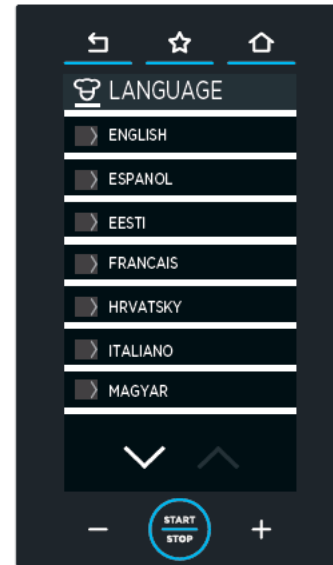 LANGUAGE
ENGLISH
ESPANOL
EESTI
FRANCAIS
HRVATSKY
ITALIANO
MAGYAR
START
STOP